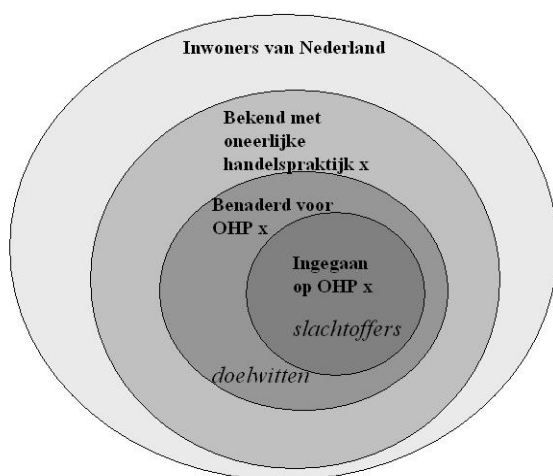 Inwoners van Nederland
Bekend met
oneerlijke
handelspraktijk x
Benaderd voor
OHP x
Ingegaan
op OHP x
slachtoffers
doelwitten